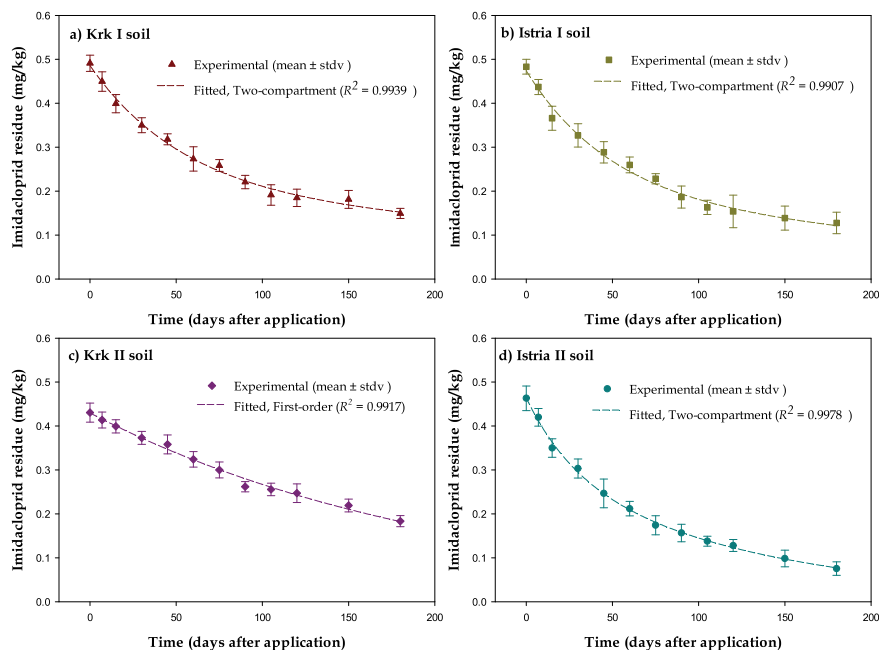 a) Krk I soil
Experimental (mean ± stdv )
Fitted, Two-compartment (R² = 0.9939 )
Imidacloprid residue (mg/kg)
0.6
0.5
0.4
0.3
0.2
0.1
0.0
0 50 100 150 200
Time (days after application)
b) Istria I soil
Experimental (mean ± stdv )
Fitted, Two-compartment (R² = 0.9907 )
Imidacloprid residue (mg/kg)
0.6
0.5
0.4
0.3
0.2
0.1
0.0
0 50 100 150 200
Time (days after application)
c) Krk II soil
Experimental (mean ± stdv )
Fitted, First-order (R² = 0.9917)
Imidacloprid residue (mg/kg)
0.6
0.5
0.4
0.3
0.2
0.1
0.0
0 50 100 150 200
Time (days after application)
d) Istria II soil
Experimental (mean ± stdv )
Fitted, Two-compartment (R² = 0.9978 )
Imidacloprid residue (mg/kg)
0.6
0.5
0.4
0.3
0.2
0.1
0.0
0 50 100 150 200
Time (days after application)